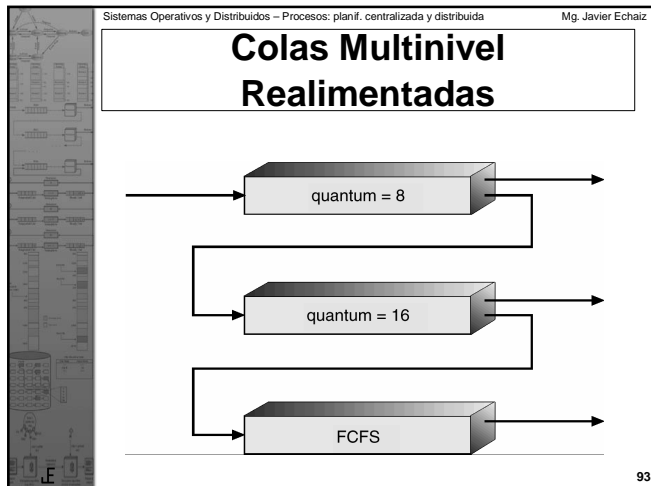 Sistemas Operativos y Distribuidos – Procesos: planif. centralizada y distribuida Mg. Javier Echaiz
Colas Multinivel
Realimentadas
quantum = 8
quantum = 16
FCFS
93